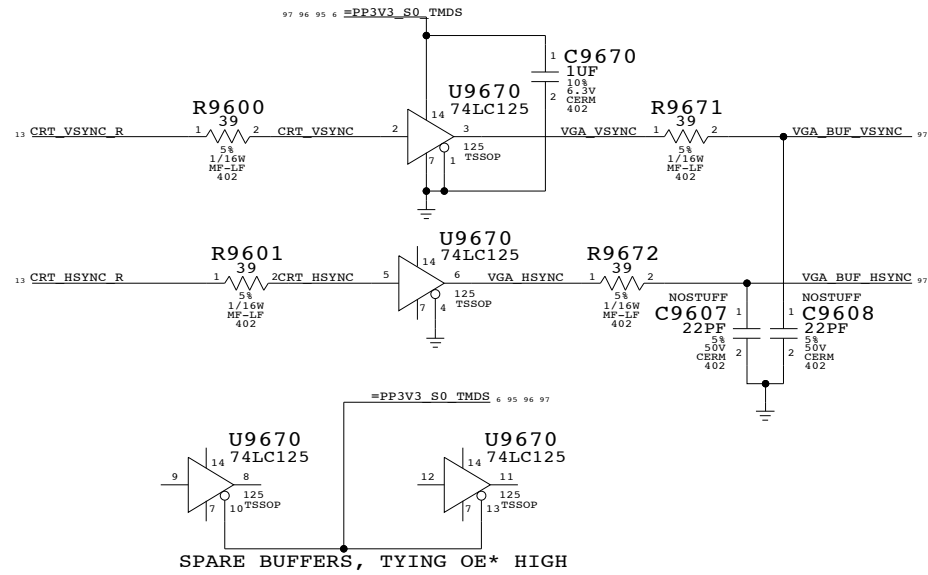 97 96 95 6 =PP3V3_S0_TMDS
1 C9670
1UF
10%
6.3V
2 CERM
402
U9670
74LC125
R9600
39
R9671
39
14
13 CRT_VSYNC_R 1 2 CRT_VSYNC 2 3 VGA_VSYNC 1 2 VGA_BUF_VSYNC 97
5%
1/16W
MF-LF
402
7 1
125
TSSOP
5%
1/16W
MF-LF
402
U9670
74LC125
R9601
39
R9672
39
14
13 CRT_HSYNC_R 1 2 CRT_HSYNC 5 6 VGA_HSYNC 1 2 VGA_BUF_HSYNC 97
5%
1/16W
MF-LF
402
7 4
125
TSSOP
5%
1/16W
MF-LF
402
NOSTUFF
C9607 1
22PF
5%
50V
CERM 2
402
NOSTUFF
1 C9608
22PF
5%
50V
2 CERM
402
=PP3V3_S0_TMDS 6 95 96 97
U9670
74LC125
14
9 8
7 10
125
TSSOP
U9670
74LC125
14
12 11
7 13
125
TSSOP
SPARE BUFFERS, TYING OE* HIGH